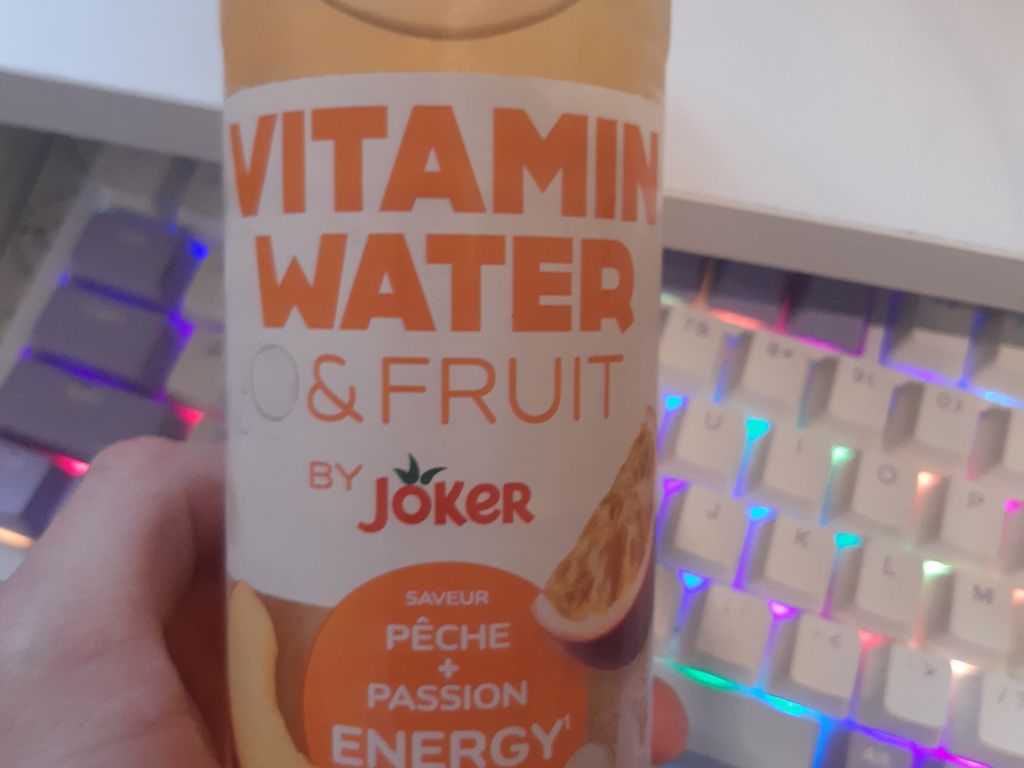 VITAMIN
WATER
& FRUIT
BY JOKER
SAVEUR
PÊCHE
+
PASSION
ENERGY¹
U
I
O
P
J
K
L
M